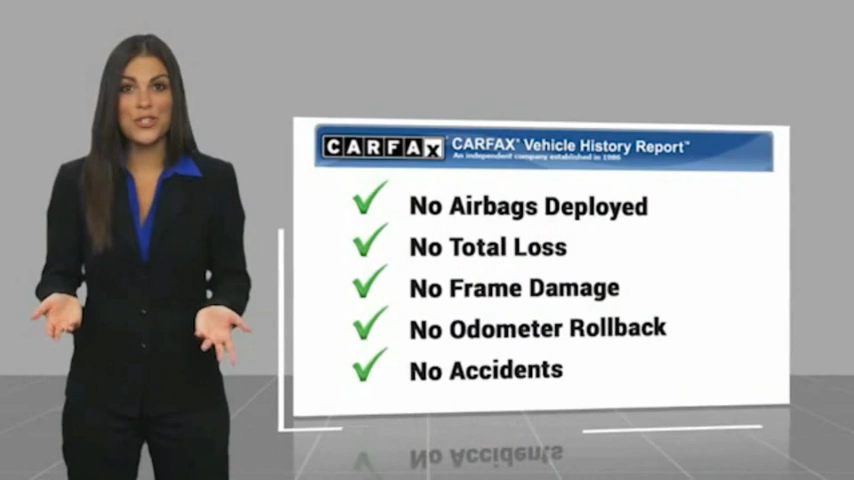 CARFAX CARFAX® Vehicle History Report™
An independent company established in 1986
No Airbags Deployed
No Total Loss
No Frame Damage
No Odometer Rollback
No Accidents
No Accidents